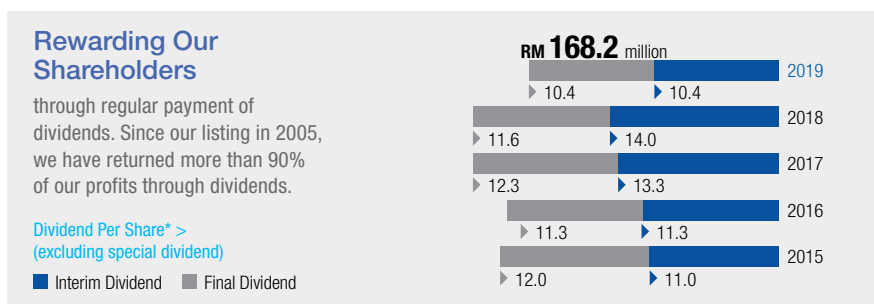 Rewarding Our
Shareholders
through regular payment of
dividends. Since our listing in 2005,
we have returned more than 90%
of our profits through dividends.
Dividend Per Share* >
(excluding special dividend)
Interim Dividend Final Dividend
RM 168.2 million
2019
10.4 10.4
2018
11.6 14.0
2017
12.3 13.3
2016
11.3 11.3
2015
12.0 11.0